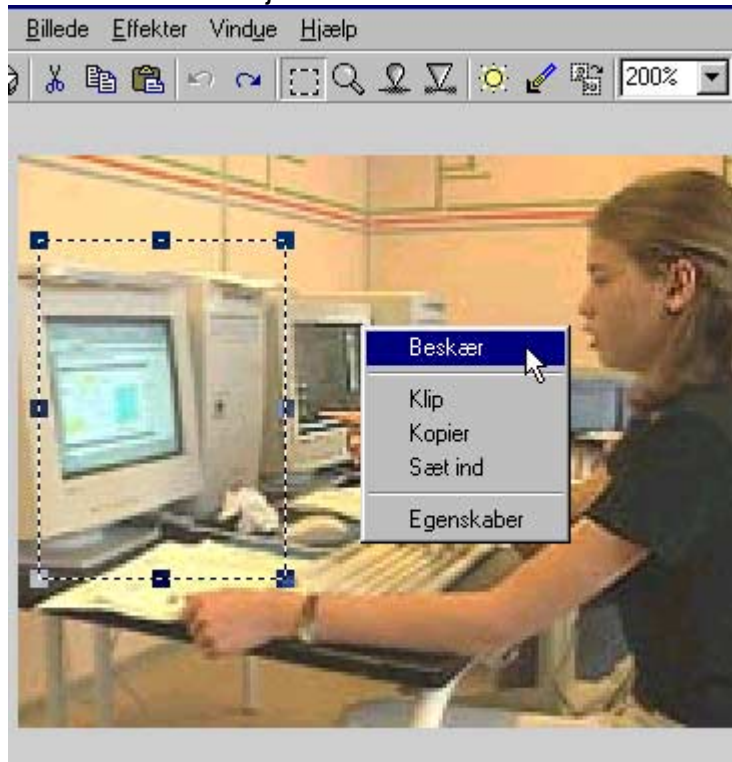 Billede Effekter Vindue Hjælp
200%
Beskær
Klip
Kopier
Sæt ind
Egenskaber